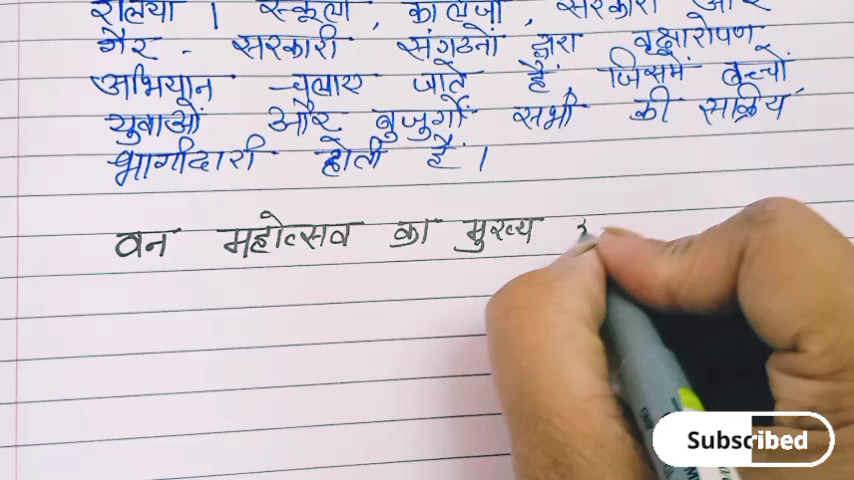 स्कूलों, कॉलेजों, सरकारी और
गैर - सरकारी संगठनों द्वारा वृक्षारोपण
अभियान चलाए जाते हैं, जिसमें बच्चों,
युवाओं और बुजुर्गों सभी की सक्रिय
भागीदारी होती है।
वन महोत्सव का मुख्य
Subscribed